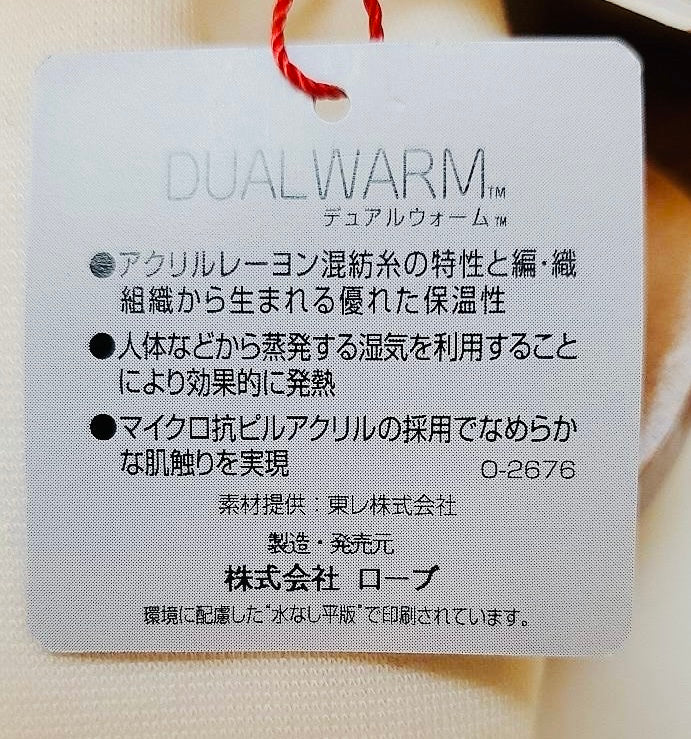 DUALWARM™
デュアルウォーム™
●アクリルレーヨン混紡糸の特性と編・織
組織から生まれる優れた保温性
●人体などから蒸発する湿気を利用すること
により効果的に発熱
●マイクロ抗ピルアクリルの採用でなめらか
な肌触りを実現 0-2676
素材提供：東レ株式会社
製造・発売元
株式会社 ロープ
環境に配慮した"水なし平版"で印刷されています。